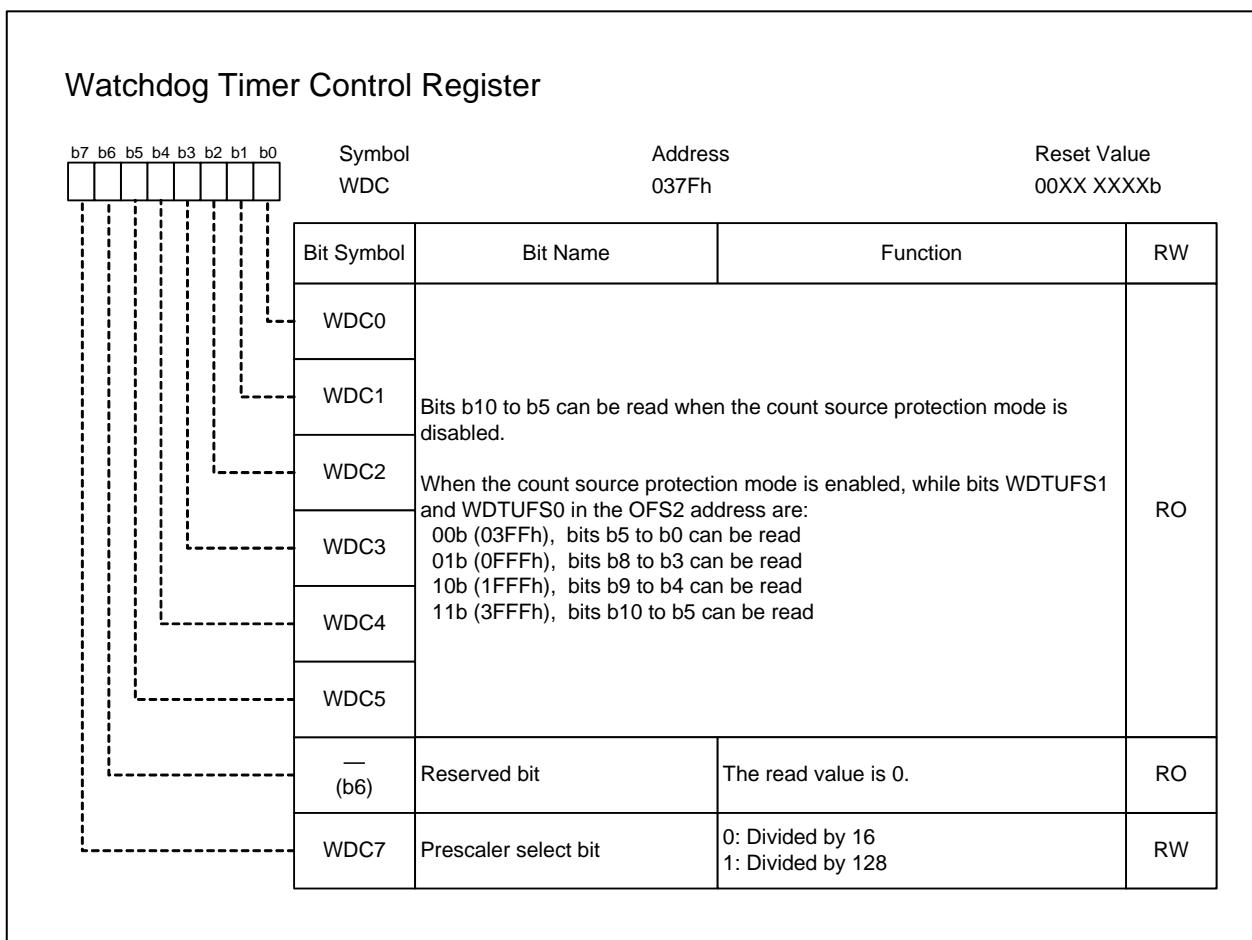 Watchdog Timer Control Register
b7 b6 b5 b4 b3 b2 b1 b0
Symbol Address Reset Value
WDC 037Fh 00XX XXXXb
Bit Symbol Bit Name Function RW
WDC0
WDC1
WDC2
WDC3
WDC4
WDC5
Bits b10 to b5 can be read when the count source protection mode is
disabled.
When the count source protection mode is enabled, while bits WDTUFS1
and WDTUFS0 in the OFS2 address are:
00b (03FFh), bits b5 to b0 can be read
01b (0FFFh), bits b8 to b3 can be read
10b (1FFFh), bits b9 to b4 can be read
11b (3FFFh), bits b10 to b5 can be read
RO
—
(b6)
Reserved bit
The read value is 0.
RO
WDC7
Prescaler select bit
0: Divided by 16
1: Divided by 128
RW